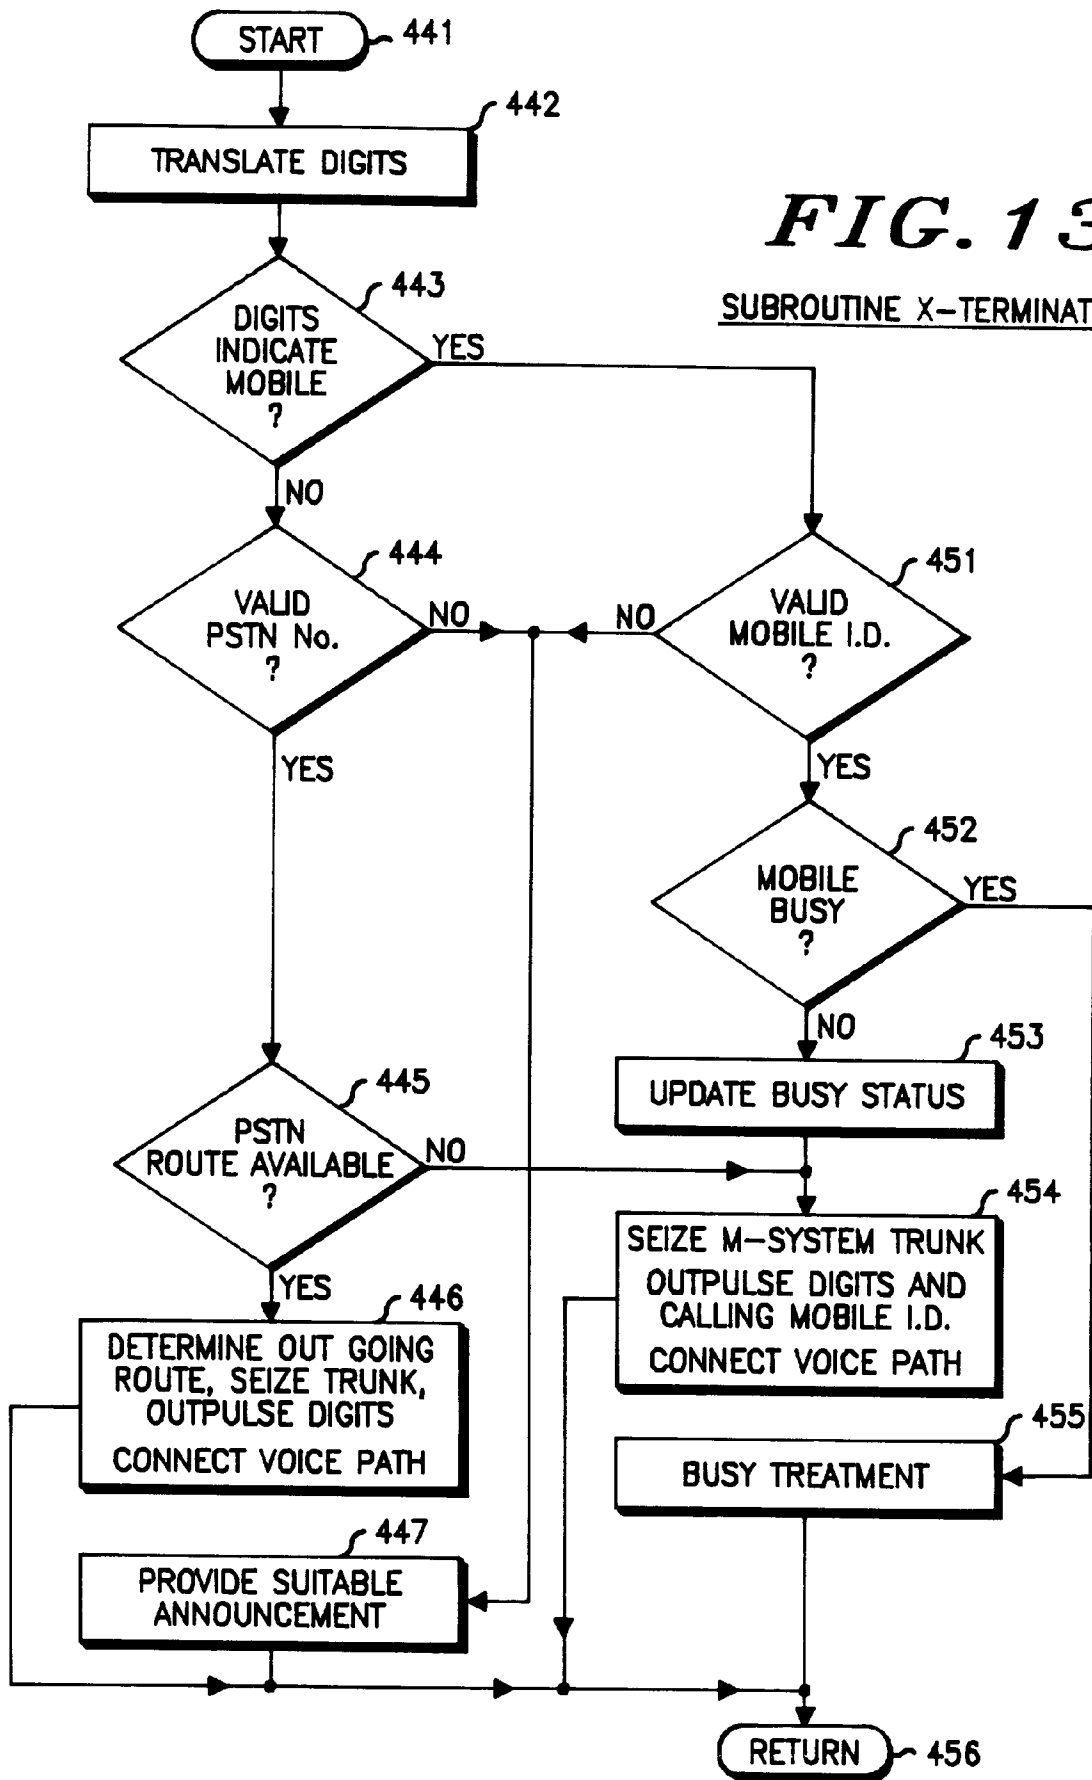 START
441
442
TRANSLATE DIGITS
FIG. 13
SUBROUTINE X-TERMINAT
443
DIGITS
INDICATE
MOBILE
?
YES
NO
444
VALID
PSTN No.
?
NO
YES
451
VALID
MOBILE I.D.
?
NO
YES
452
MOBILE
BUSY
?
YES
NO
453
UPDATE BUSY STATUS
445
PSTN
ROUTE AVAILABLE
?
NO
YES
454
SEIZE M-SYSTEM TRUNK
OUTPULSE DIGITS AND
CALLING MOBILE I.D.
CONNECT VOICE PATH
446
DETERMINE OUT GOING
ROUTE, SEIZE TRUNK,
OUTPULSE DIGITS
CONNECT VOICE PATH
455
BUSY TREATMENT
447
PROVIDE SUITABLE
ANNOUNCEMENT
RETURN
456